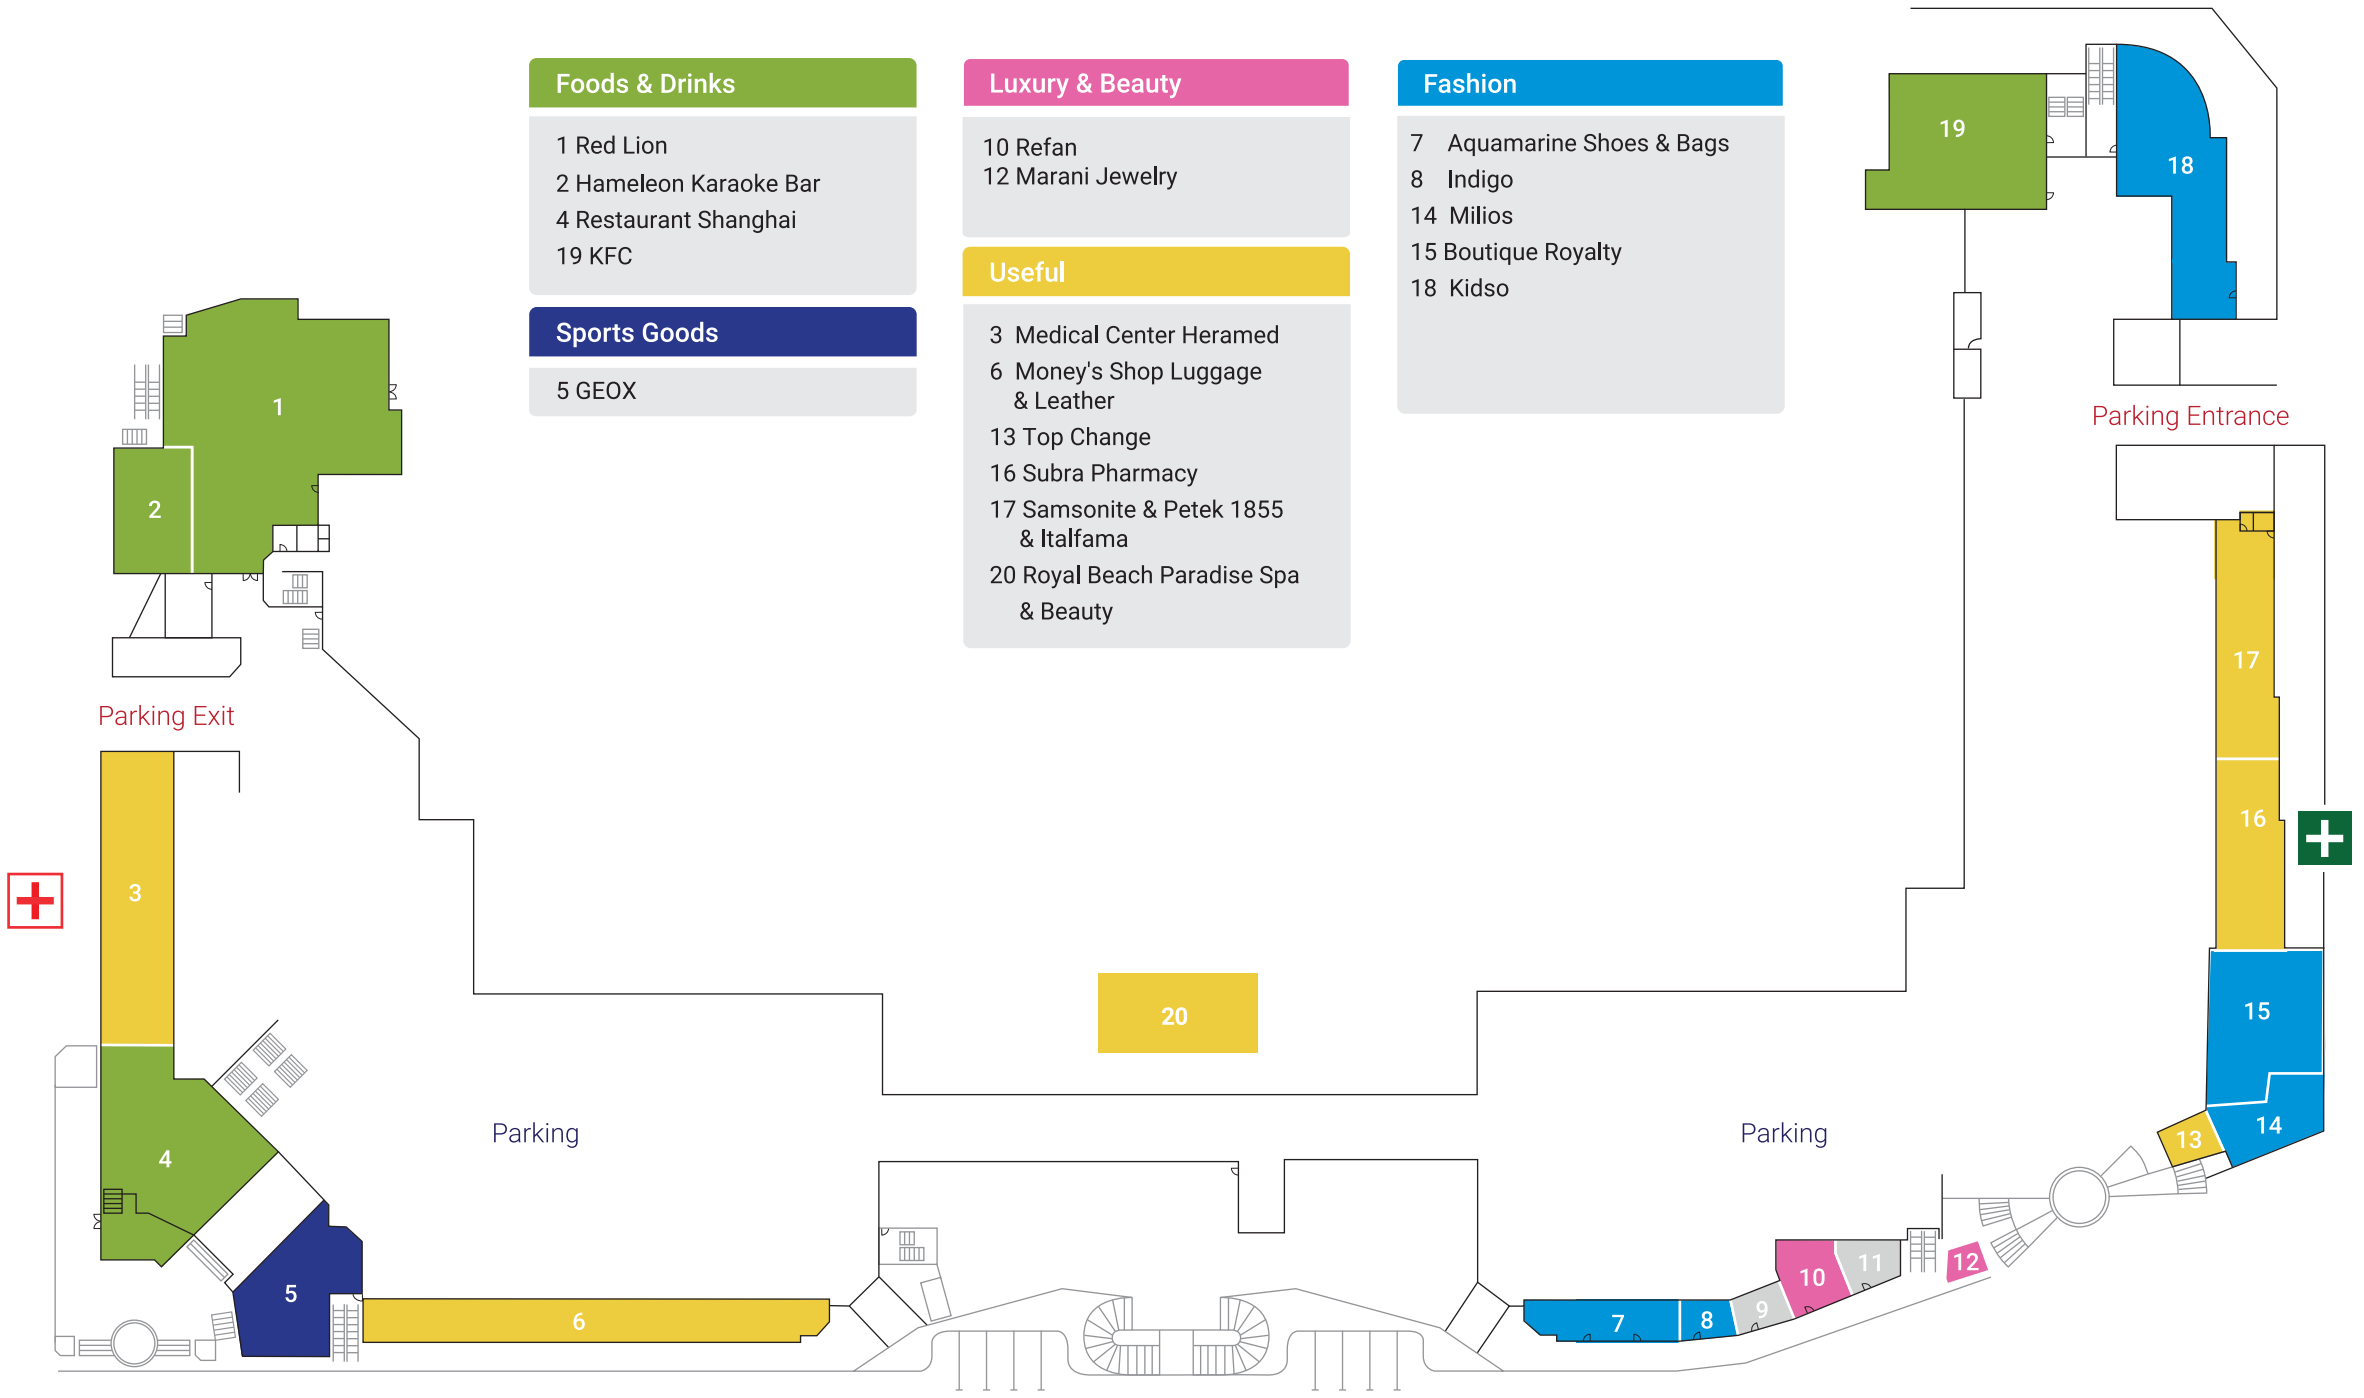 Foods & Drinks
1 Red Lion
2 Hameleon Karaoke Bar
4 Restaurant Shanghai
19 KFC
Sports Goods
5 GEOX
Luxury & Beauty
10 Refan
12 Marani Jewelry
Useful
3 Medical Center Heramed
6 Money's Shop Luggage
& Leather
13 Top Change
16 Subra Pharmacy
17 Samsonite & Petek 1855
& Italfama
20 Royal Beach Paradise Spa
& Beauty
Fashion
7 Aquamarine Shoes & Bags
8 Indigo
14 Milios
15 Boutique Royalty
18 Kidso
19
18
Parking Entrance
1
2
Parking Exit
17
16
3
15
20
14
13
4
Parking
Parking
5
6
12
11
10
9
8
7